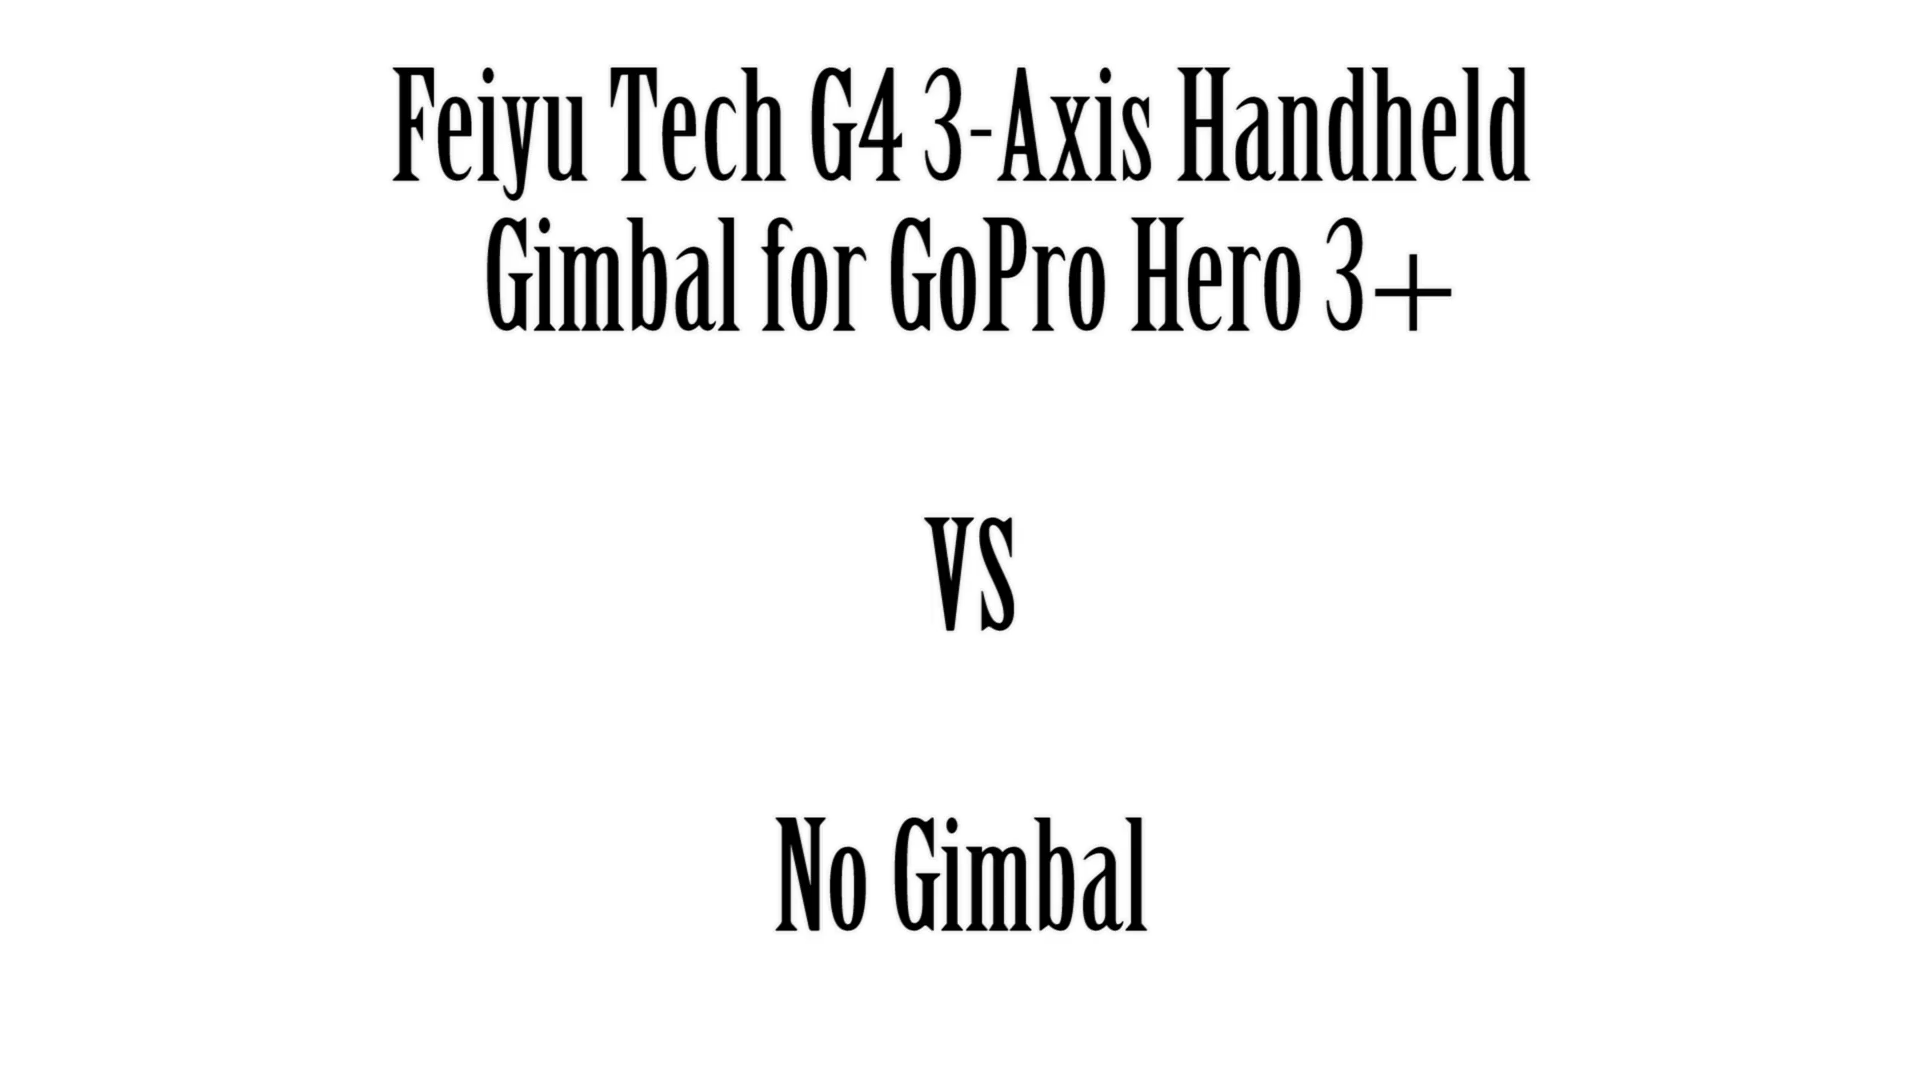 Feiyu Tech G4 3-Axis Handheld
Gimbal for GoPro Hero 3+
VS
No Gimbal